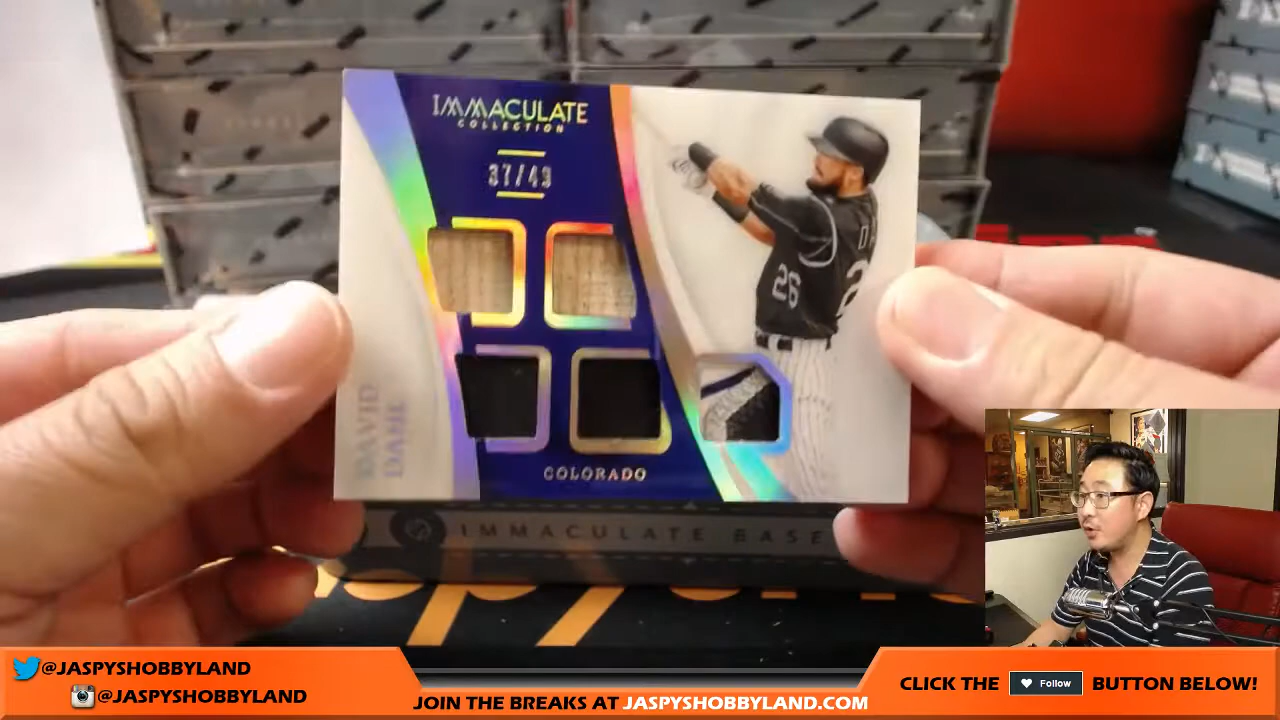 IMMACULATE
COLLECTION
37/49
26
2
D
DAVID
DAHL
COLORADO
IMMACULATE BASE
@JASPYSHOBBYLAND
@JASPYSHOBBYLAND
JOIN THE BREAKS AT JASPYSHOBBYLAND.COM
CLICK THE Follow BUTTON BELOW!